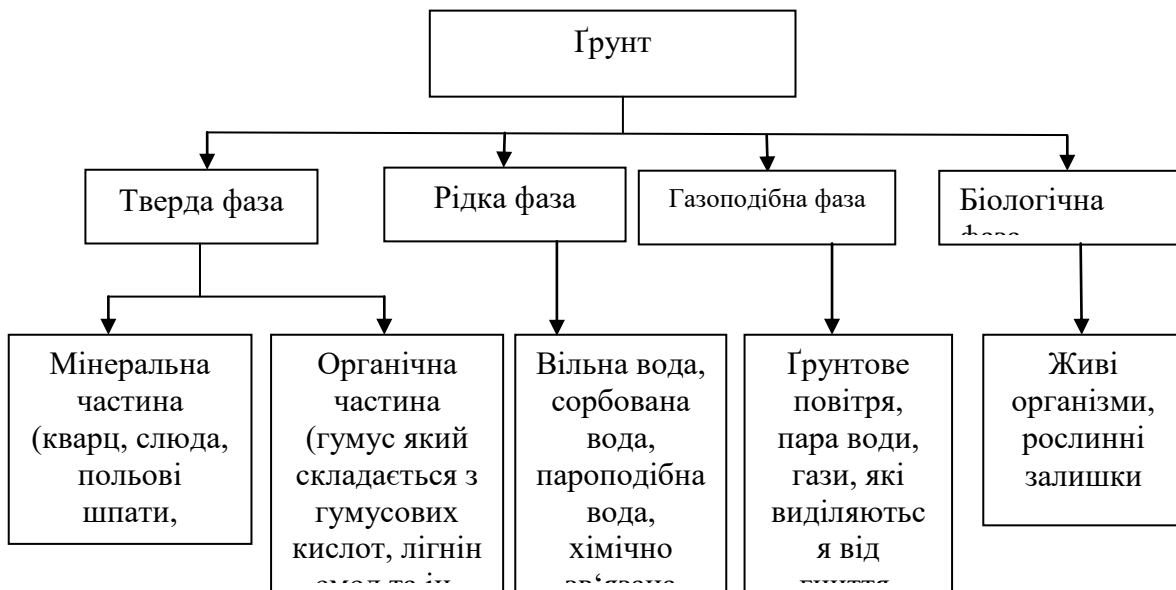 Ґрунт
Тверда фаза
Рідка фаза
Газоподібна фаза
Біологічна
Мінеральна
частина
(кварц, слюда,
польові
шпати,
Органічна
частина
(гумус який
складається з
гумусових
кислот, лігнін
Вільна вода,
сорбована
вода,
пароподібна
вода,
хімічно
Ґрунтове
повітря,
пара води,
гази, які
виділяютьс
я від
Живі
організми,
рослинні
залишки